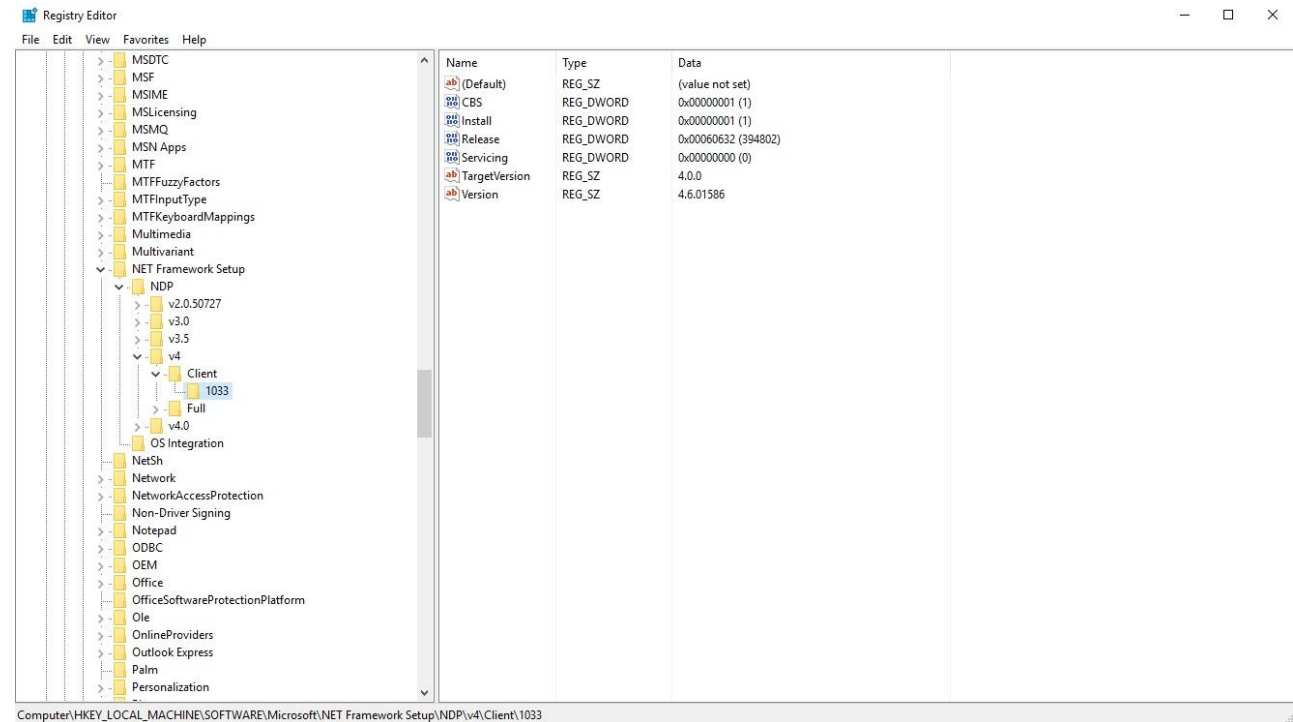 Registry Editor
File Edit View Favorites Help
MSDTC
MSF
MSIME
MSLicensing
MSMQ
MSN Apps
MTF
MTFFuzzyFactors
MTFInputType
MTFKeyboardMappings
Multimedia
Multivariant
NET Framework Setup
NDP
v2.0.50727
v3.0
v3.5
v4
Client
1033
Full
v4.0
OS Integration
NetSh
Network
NetworkAccessProtection
Non-Driver Signing
Notepad
ODBC
OEM
Office
OfficeSoftwareProtectionPlatform
Ole
OnlineProviders
Outlook Express
Palm
Personalization
Name Type Data
(Default) REG_SZ (value not set)
CBS REG_DWORD 0x00000001 (1)
Install REG_DWORD 0x00000001 (1)
Release REG_DWORD 0x00060632 (394802)
Servicing REG_DWORD 0x00000000 (0)
TargetVersion REG_SZ 4.0.0
Version REG_SZ 4.6.01586
Computer\HKEY_LOCAL_MACHINE\SOFTWARE\Microsoft\NET Framework Setup\NDP\v4\Client\1033